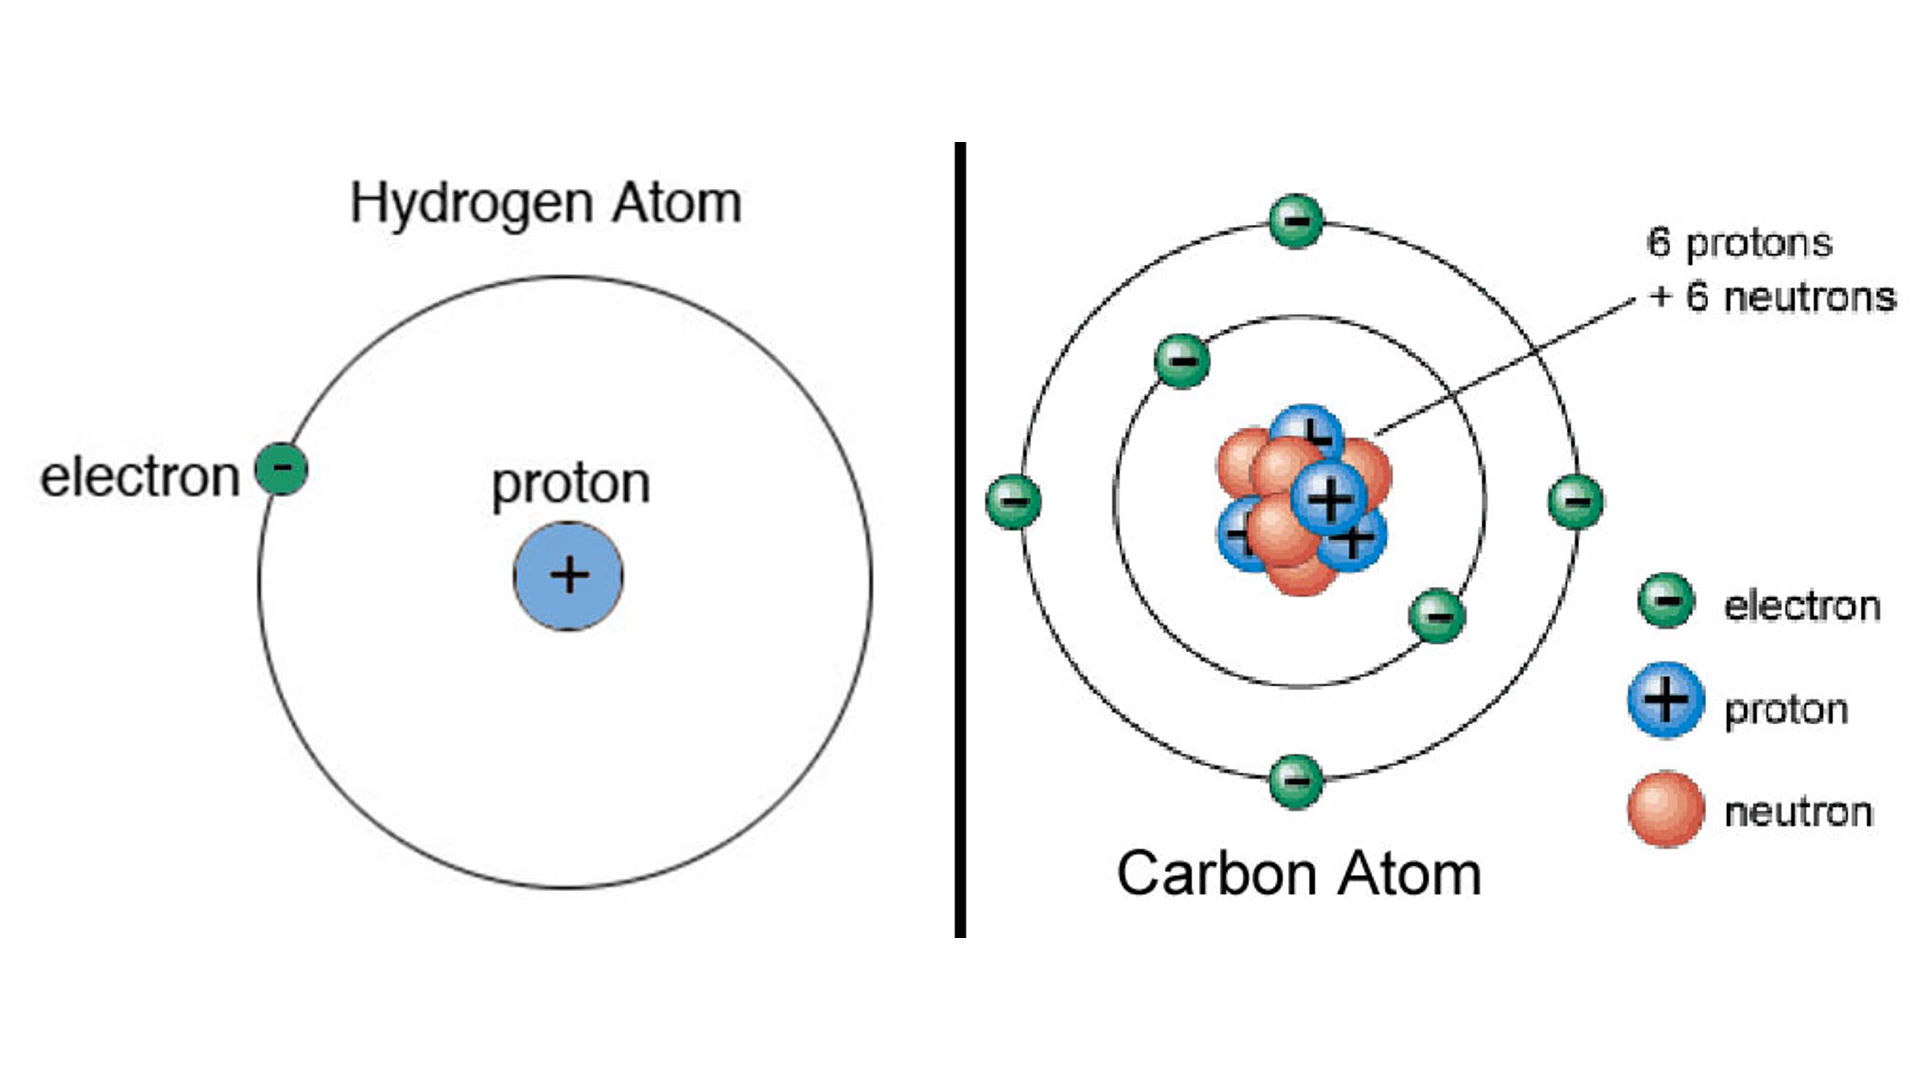 Hydrogen Atom
electron
-
proton
+
6 protons
+ 6 neutrons
-
-
-
-
-
-
+
+
+
+
- electron
+ proton
neutron
Carbon Atom